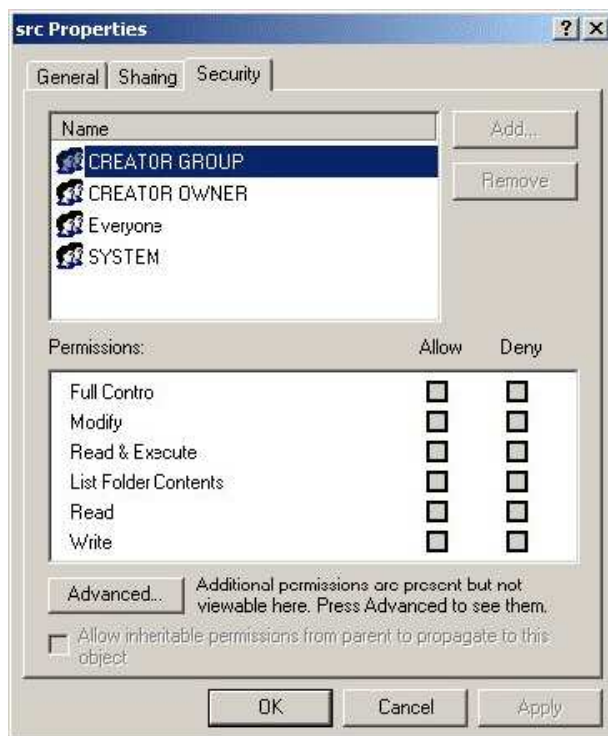 src Properties
? X
General Sharing Security
Name
Add...
CREATOR GROUP
Remove
CREATOR OWNER
Everyone
SYSTEM
Permissions: Allow Deny
Full Contro
Modify
Read & Execute
List Folder Contents
Read
Write
Advanced... Additional permissions are present but not
viewable here. Press Advanced to see them.
Allow inheritable permissions from parent to propagate to this
object
OK Cancel Apply